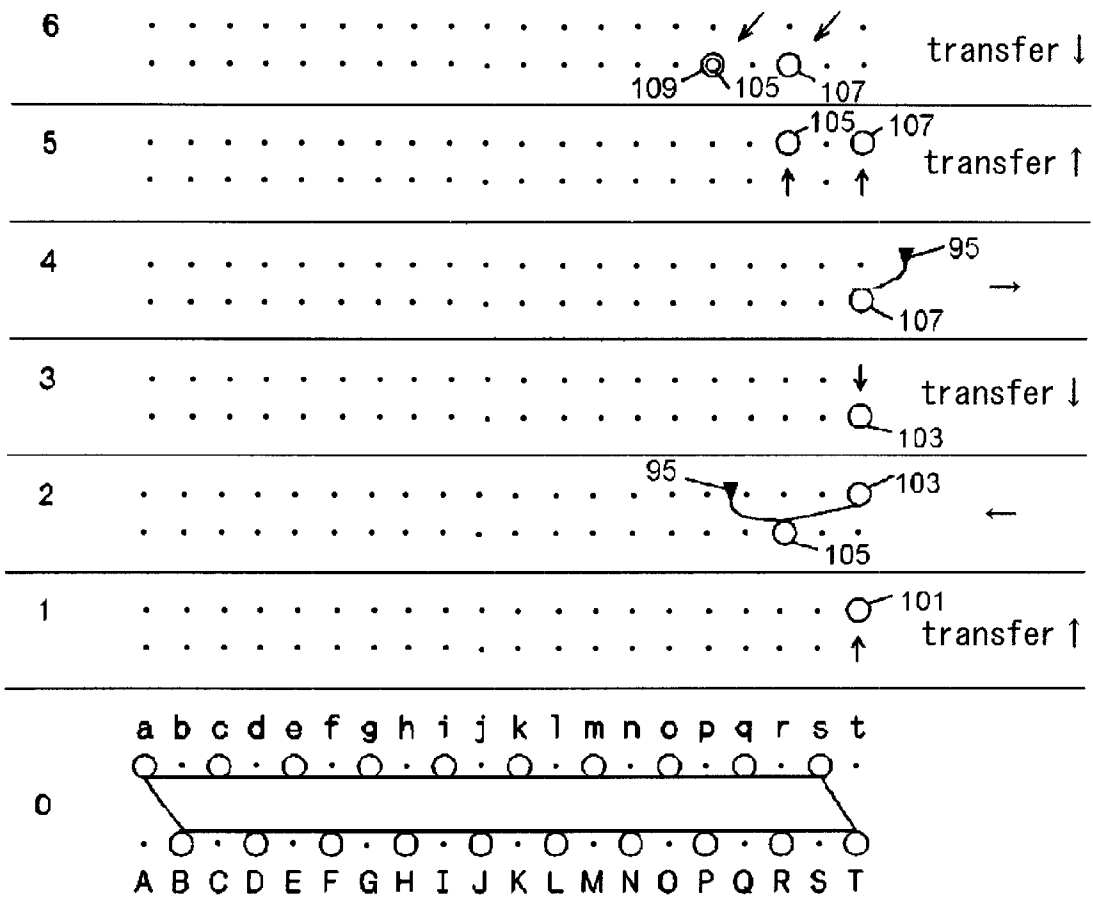 6
transfer ↓
109 105 107
105 107
5
transfer ↑
95
4
→
107
3
transfer ↓
103
95 103
2
←
105
101
1
transfer ↑
a b c d e f g h i j k l m n o p q r s t
0
A B C D E F G H I J K L M N O P Q R S T